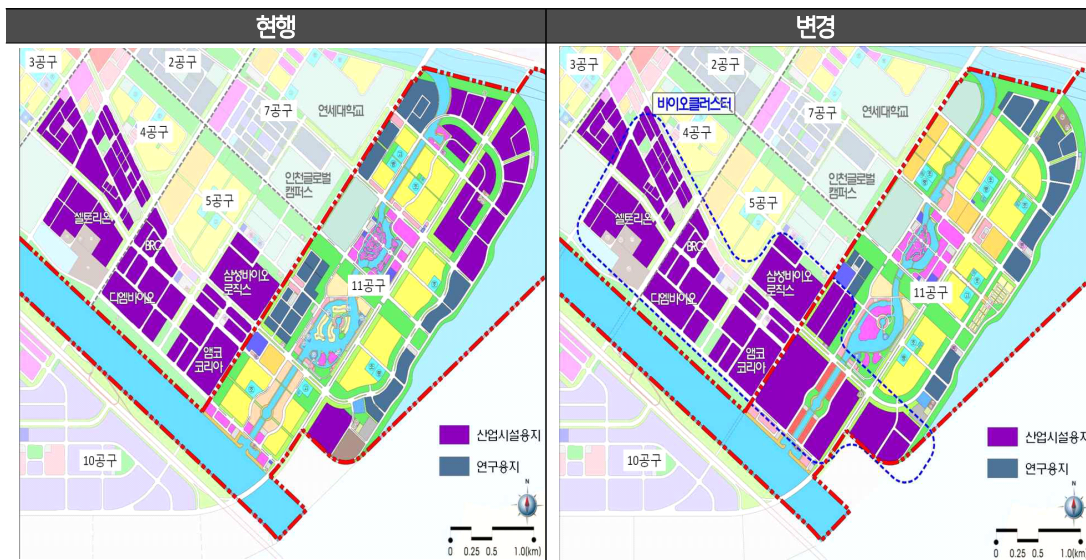 현행
변경
3공구
2공구
7공구
연세대학교
4공구
인천글로벌
캠퍼스
5공구
셀트리온
BRC
삼성바이오
로직스
디엠바이오
11공구
앰코
코리아
산업시설용지
연구용지
10공구
N
0 0.25 0.5 1.0(km)
3공구
2공구
바이오클러스터
7공구
연세대학교
4공구
인천글로벌
캠퍼스
5공구
셀토리온
BRC
삼성바이오
로직스
디엠바이오
11공구
앰코
코리아
산업시설용지
연구용지
10공구
N
0 0.25 0.5 1.0(km)